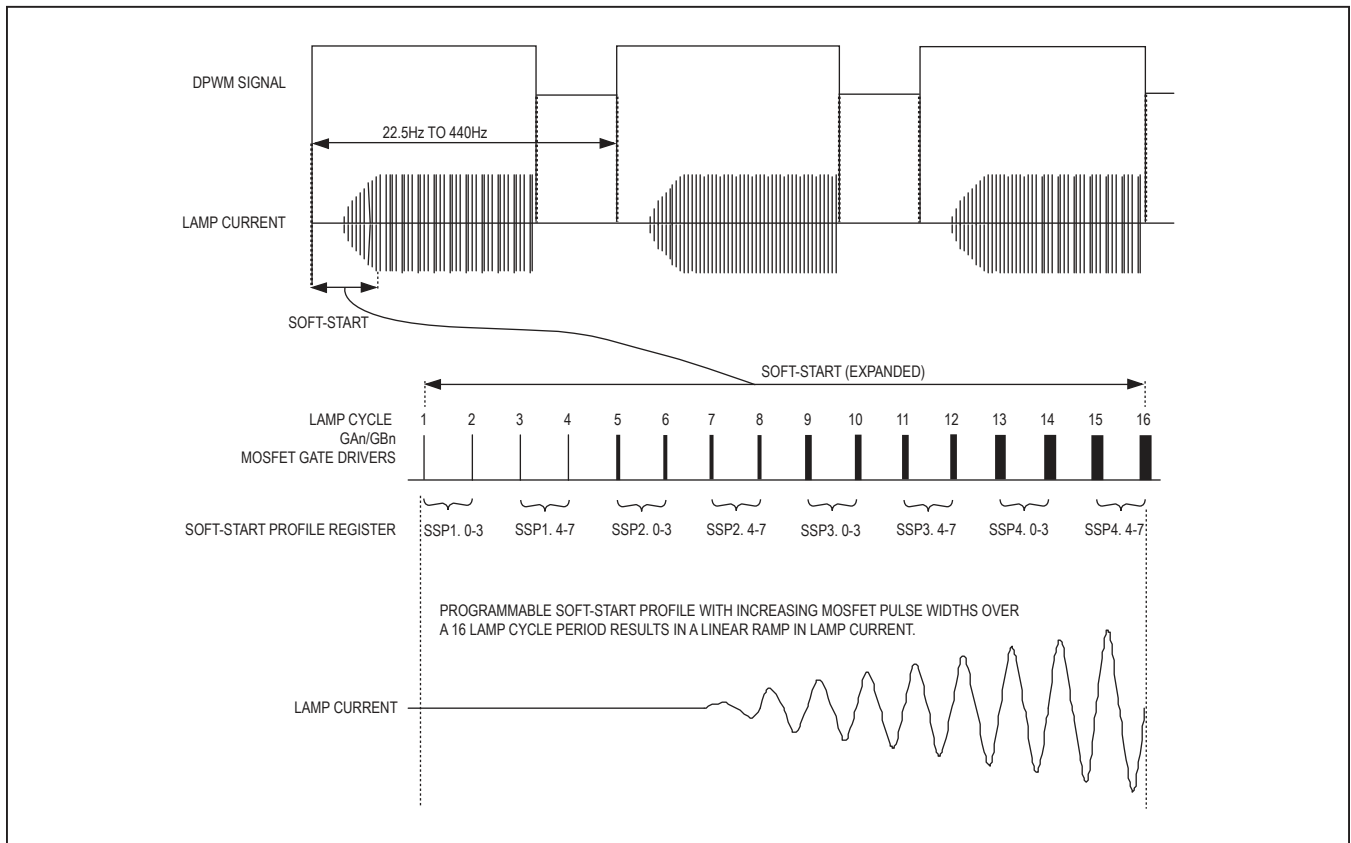 DPWM SIGNAL
22.5Hz TO 440Hz
LAMP CURRENT
SOFT-START
SOFT-START (EXPANDED)
LAMP CYCLE 1 2 3 4 5 6 7 8 9 10 11 12 13 14 15 16
GAn/GBn
MOSFET GATE DRIVERS
SOFT-START PROFILE REGISTER SSP1. 0-3 SSP1. 4-7 SSP2. 0-3 SSP2. 4-7 SSP3. 0-3 SSP3. 4-7 SSP4. 0-3 SSP4. 4-7
PROGRAMMABLE SOFT-START PROFILE WITH INCREASING MOSFET PULSE WIDTHS OVER
A 16 LAMP CYCLE PERIOD RESULTS IN A LINEAR RAMP IN LAMP CURRENT.
LAMP CURRENT